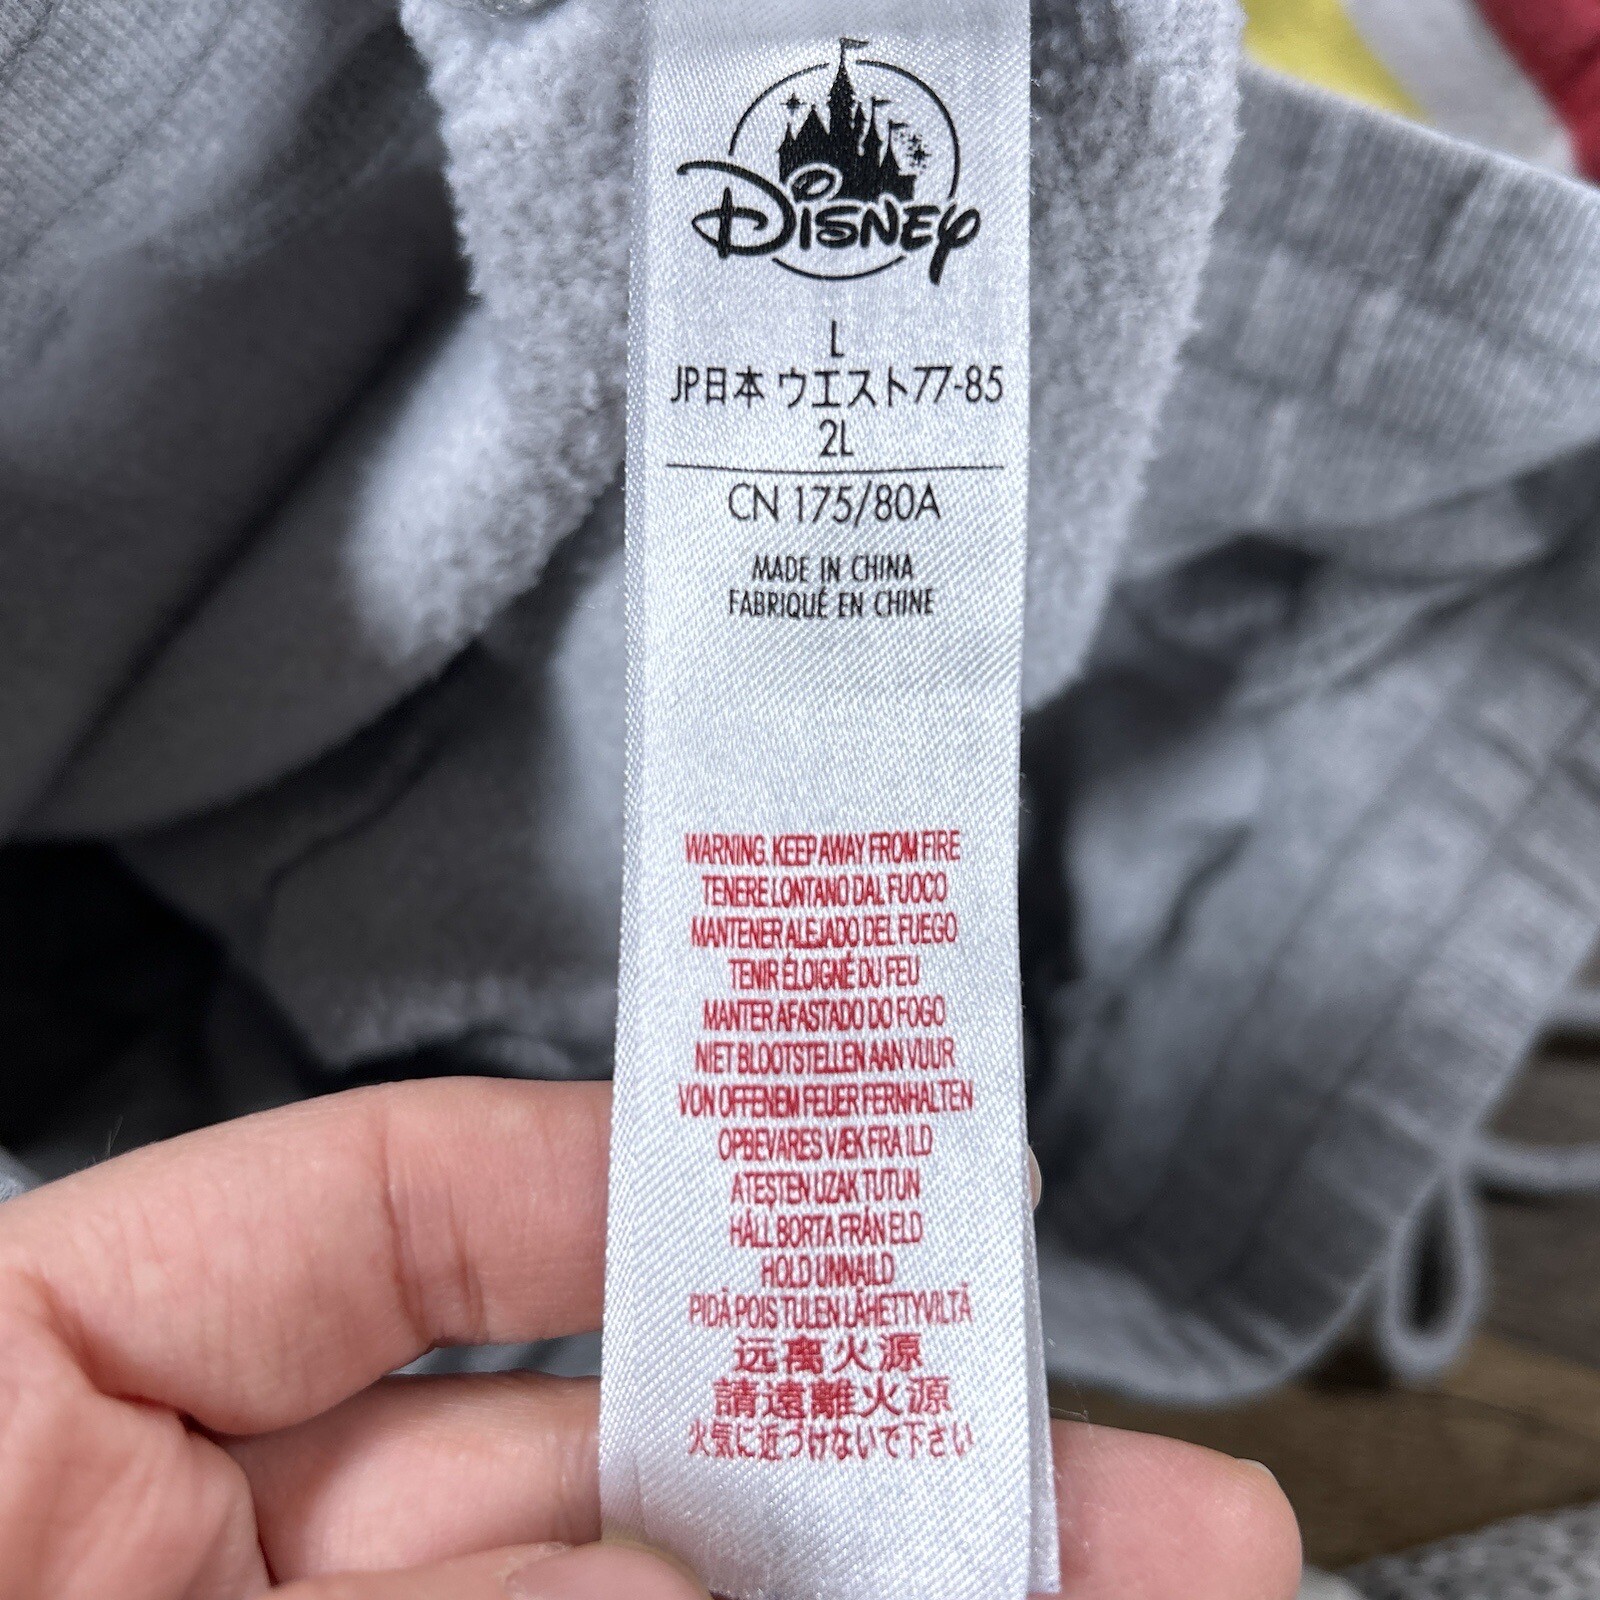 Disney
L
JP日本 ウエスト77-85
2L
CN 175/80A
MADE IN CHINA
FABRIQUÉ EN CHINE
WARNING. KEEP AWAY FROM FIRE
TENERE LONTANO DAL FUOCO
MANTENER ALEJADO DEL FUEGO
TENIR ÉLOIGNÉ DU FEU
MANTER AFASTADO DO FOGO
NIET BLOOTSTELLEN AAN VUUR
VON OFFENEM FEUER FERNHALTEN
OPBEVARES VÆK FRA ILD
ATEŞTEN UZAK TUTUN
HÅLL BORTA FRÅN ELD
HOLD UNNA ILD
PIDÄ POIS TULEN LÄHETTYVILTÄ
远离火源
請遠離火源
火気に近づけないで下さい